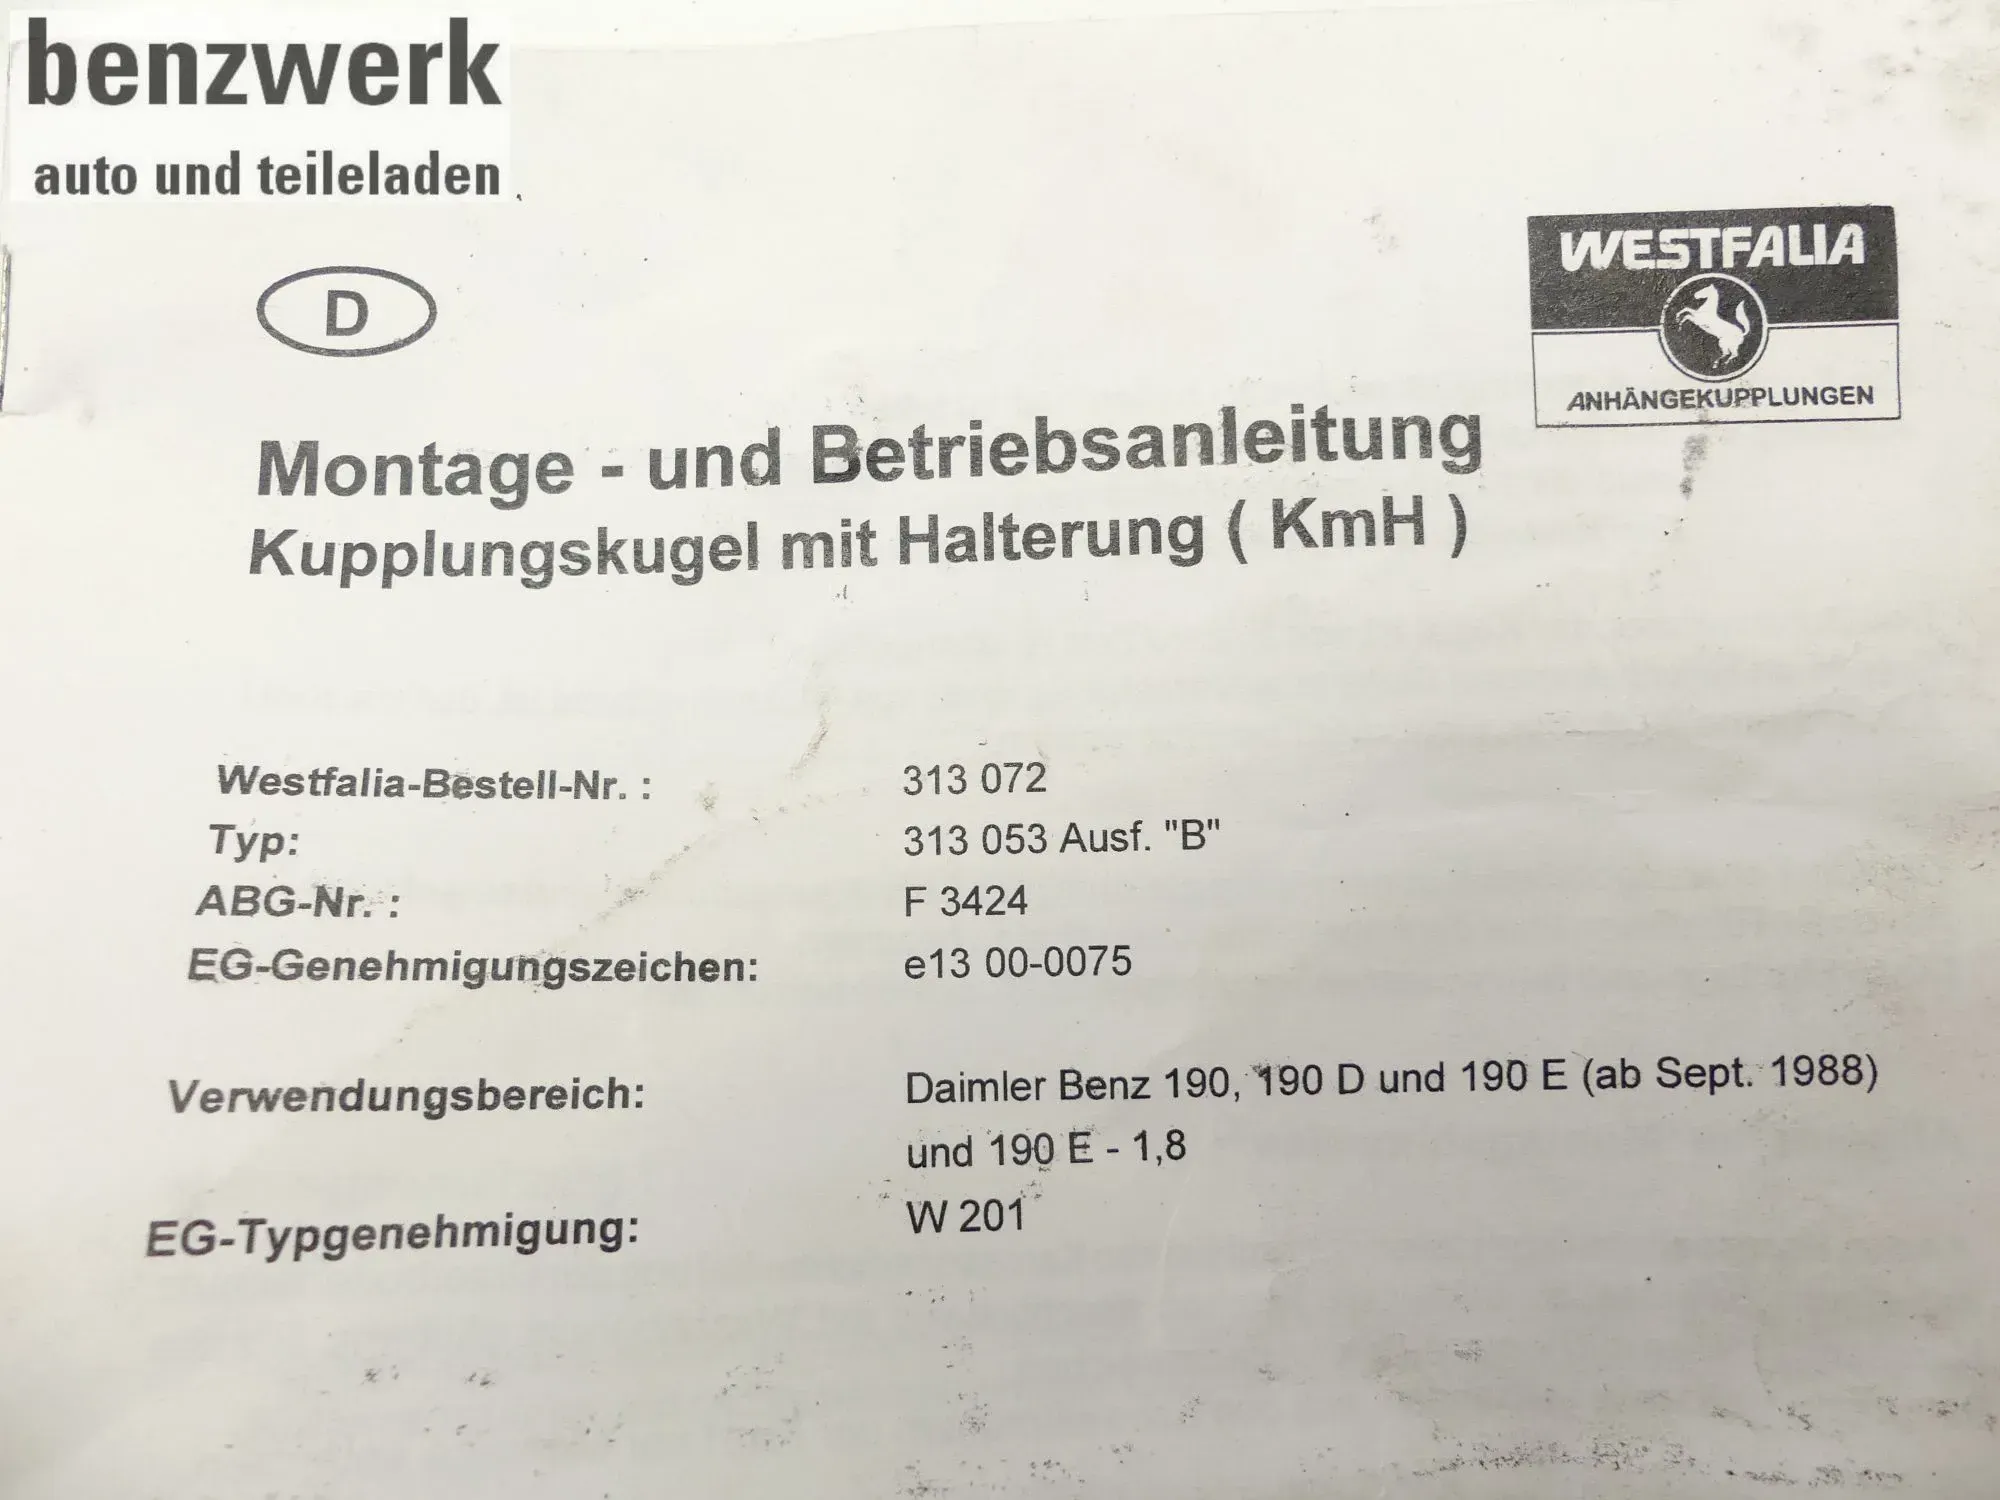 benzwerk
auto und teileladen
D
WESTFALIA
ANHÄNGEKUPPLUNGEN
Montage - und Betriebsanleitung
Kupplungskugel mit Halterung ( KmH )
Westfalia-Bestell-Nr. : 313 072
Typ: 313 053 Ausf. "B"
ABG-Nr. : F 3424
EG-Genehmigungszeichen: e13 00-0075
Verwendungsbereich: Daimler Benz 190, 190 D und 190 E (ab Sept. 1988)
und 190 E - 1,8
EG-Typgenehmigung: W 201